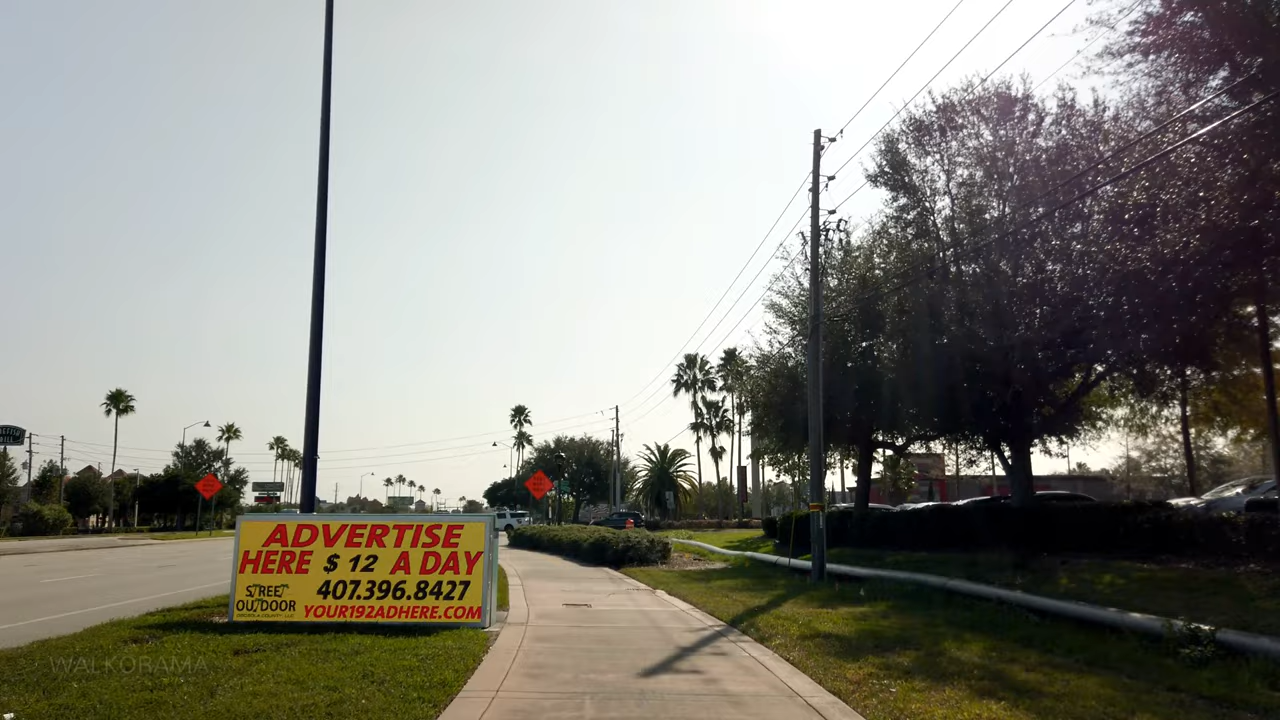 ADVERTISE
HERE $12 A DAY
STREET
OUTDOOR
407.396.8427
YOUR192ADHERE.COM
WALKORAMA